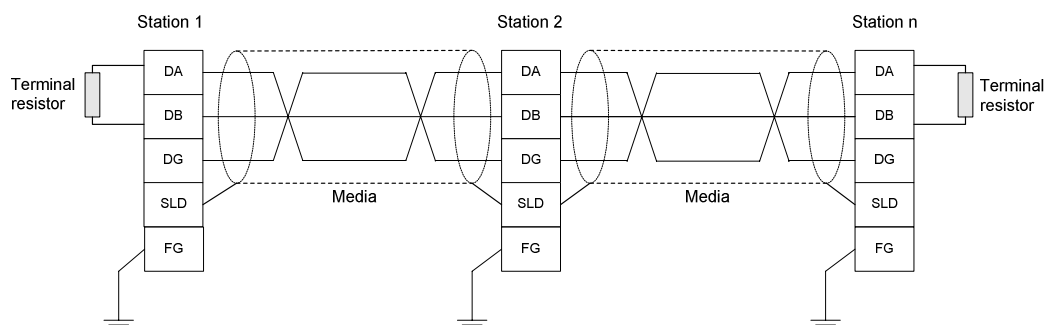 Station 1
Station 2
Station n
Terminal
resistor
DA
DB
DG
SLD
FG
Media
DA
DB
DG
SLD
FG
Media
DA
DB
DG
SLD
FG
Terminal
resistor